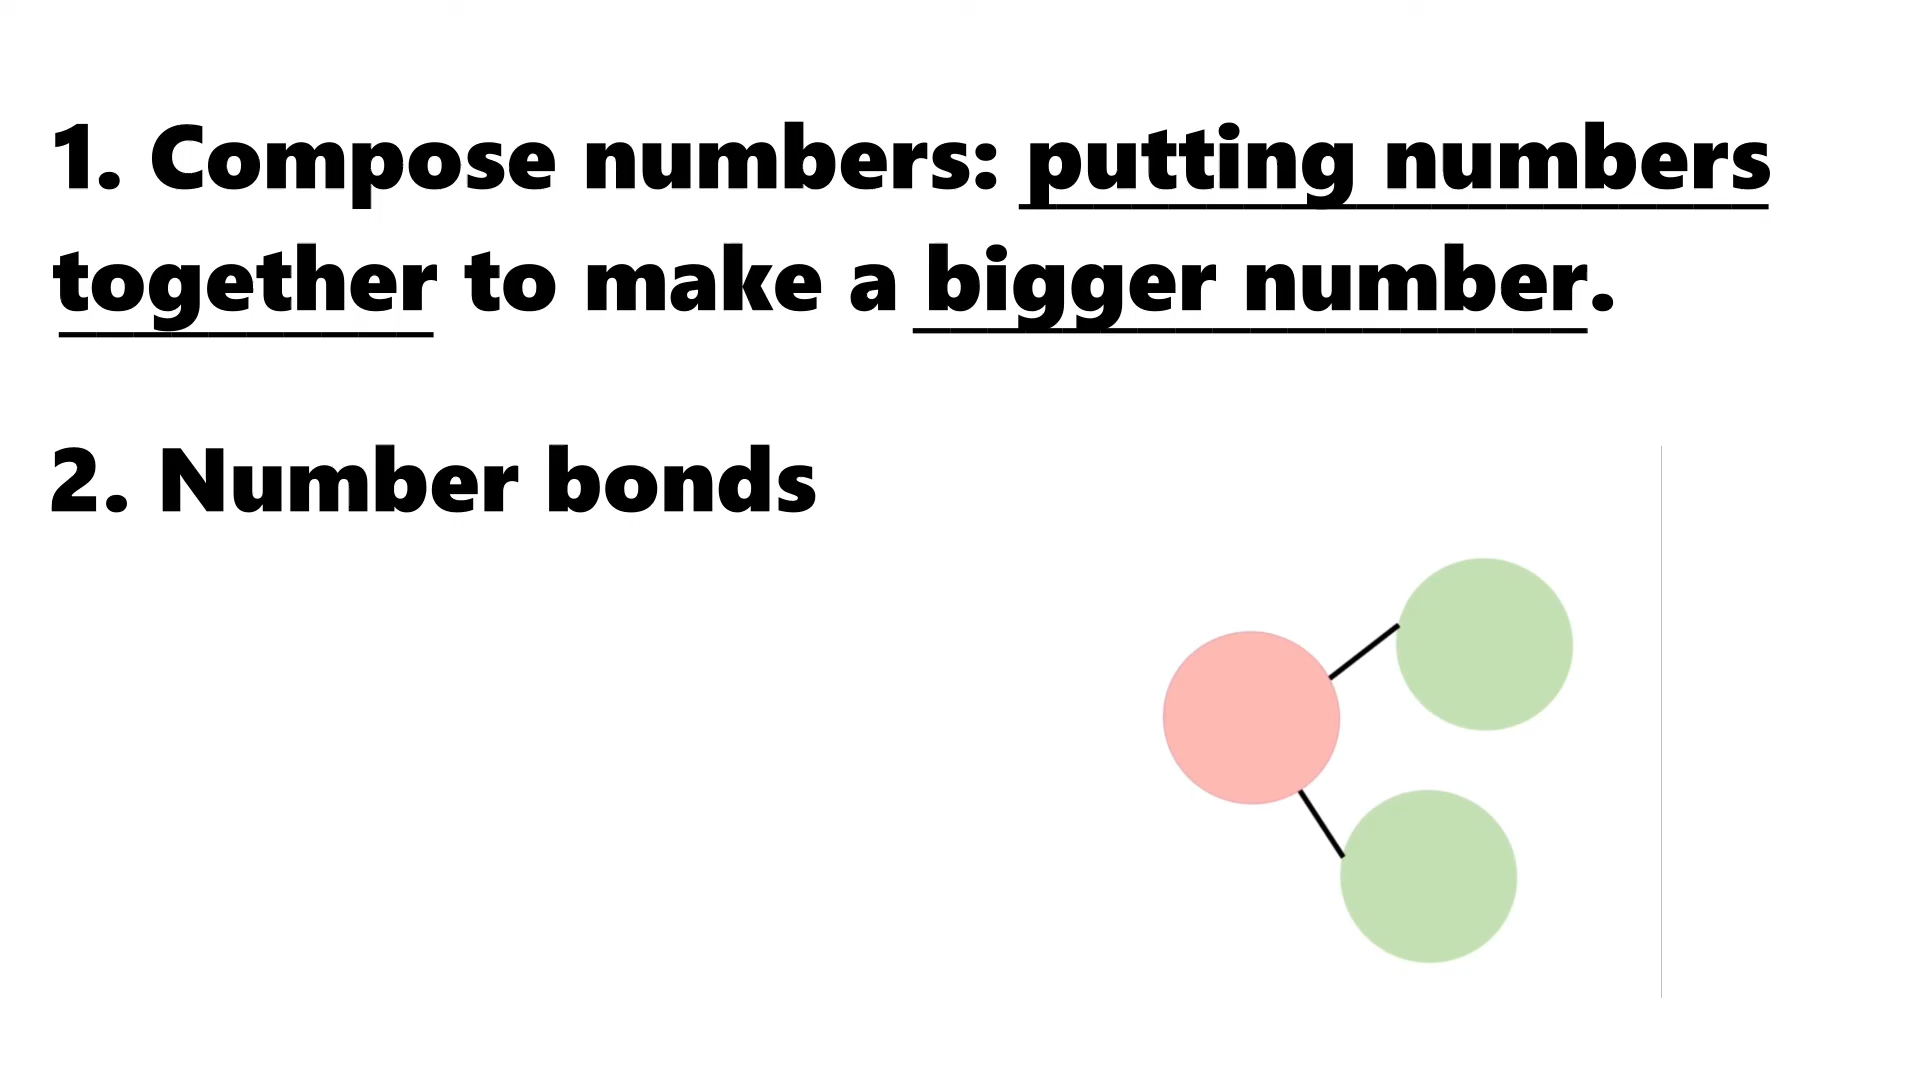 1. Compose numbers: putting numbers
together to make a bigger number.
2. Number bonds